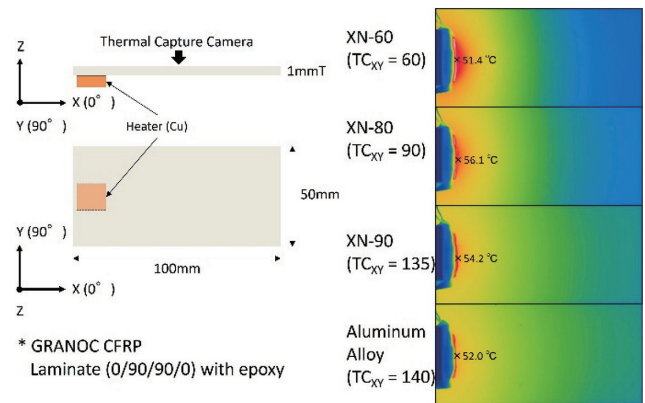 Thermal Capture Camera
Z
1mmT
X (0°)
Y (90°)
Heater (Cu)
50mm
Y (90°)
100mm
X (0°)
Z
* GRANOC CFRP
Laminate (0/90/90/0) with epoxy
XN-60
(TCXY = 60)
× 51.4 °C
XN-80
(TCXY = 90)
× 56.1 °C
XN-90
(TCXY = 135)
× 54.2 °C
Aluminum
Alloy
(TCXY = 140)
× 52.0 °C